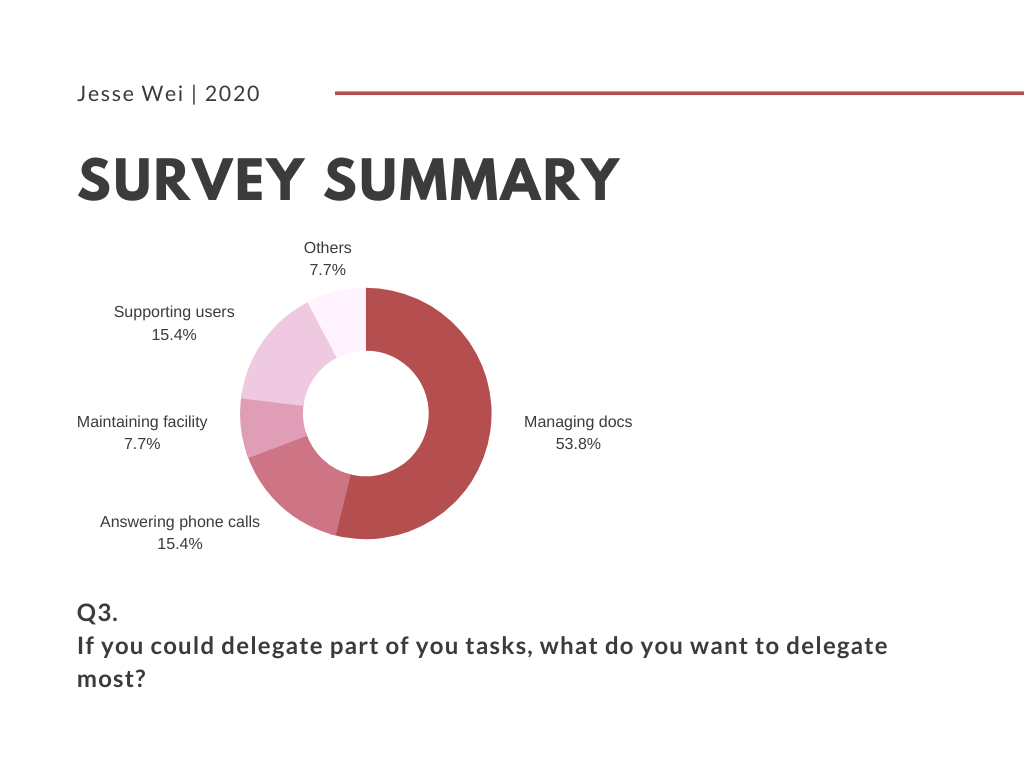 Jesse Wei | 2020
SURVEY SUMMARY
Others
7.7%
Supporting users
15.4%
Maintaining facility
7.7%
Managing docs
53.8%
Answering phone calls
15.4%
Q3.
If you could delegate part of you tasks, what do you want to delegate
most?